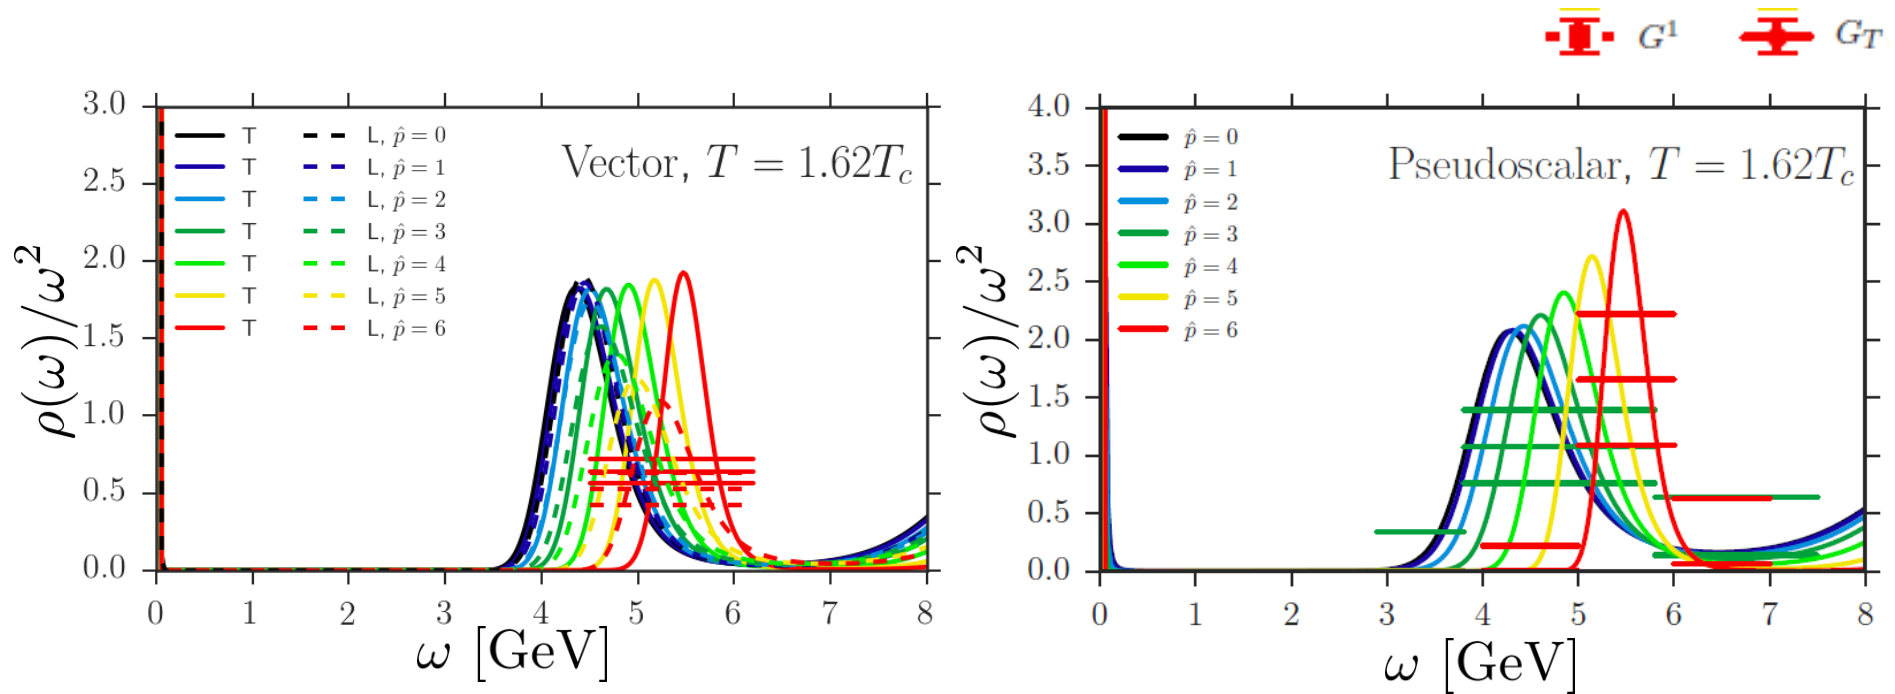 G¹ G_T
3.0
2.5
2.0
1.5
1.0
0.5
0.0
ρ(ω)/ω²
T L, p̂ = 0
T L, p̂ = 1
T L, p̂ = 2
T L, p̂ = 3
T L, p̂ = 4
T L, p̂ = 5
T L, p̂ = 6
Vector, T = 1.62T_c
0 1 2 3 4 5 6 7 8
ω [GeV]
4.0
3.5
3.0
2.5
2.0
1.5
1.0
0.5
0.0
ρ(ω)/ω²
p̂ = 0
p̂ = 1
p̂ = 2
p̂ = 3
p̂ = 4
p̂ = 5
p̂ = 6
Pseudoscalar, T = 1.62T_c
0 1 2 3 4 5 6 7 8
ω [GeV]